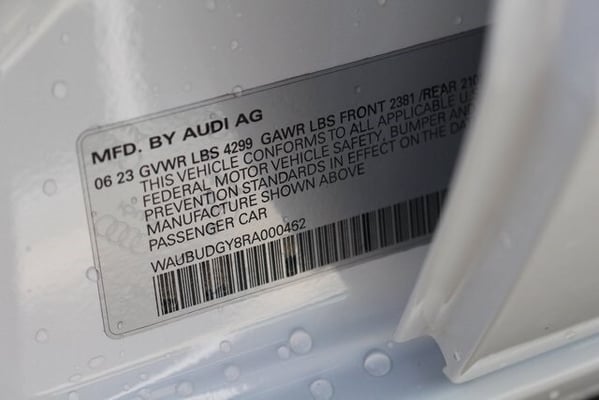 MFD. BY AUDI AG
06 23 GVWR LBS 4299 GAWR LBS FRONT 2381 /REAR
THIS VEHICLE CONFORMS TO ALL APPLICABLE
FEDERAL MOTOR VEHICLE SAFETY, BUMPER AND
PREVENTION STANDARDS IN EFFECT ON THE
MANUFACTURE SHOWN ABOVE
PASSENGER CAR
WAUBUDGY8RA000462